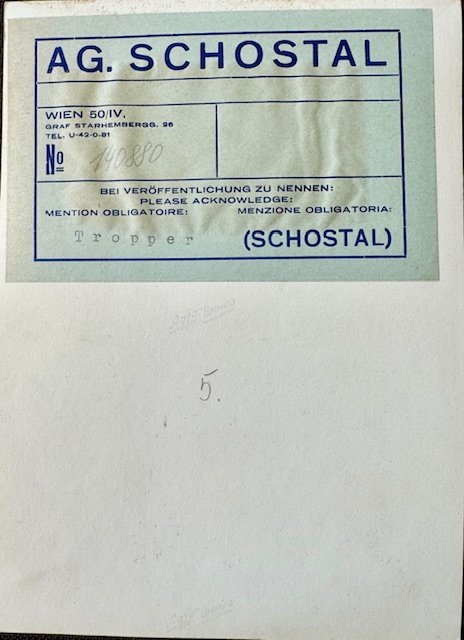 AG. SCHOSTAL
WIEN 50/IV,
GRAF STARHEMBERGG. 26
TEL. U-42-0-81
No 140880
BEI VERÖFFENTLICHUNG ZU NENNEN:
PLEASE ACKNOWLEDGE:
MENTION OBLIGATOIRE: MENZIONE OBLIGATORIA:
Tropper (SCHOSTAL)
5.